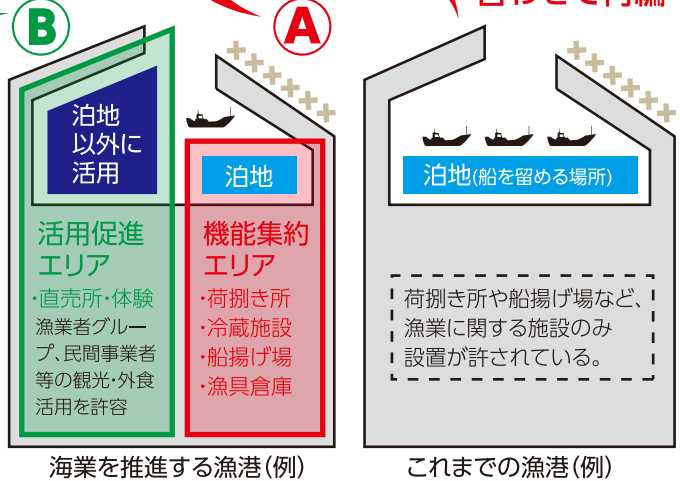 B
A
泊地
以外に
活用
泊地
活用促進
エリア
・直売所・体験
漁業者グルー
プ、民間事業者
等の観光・外食
活用を許容
機能集約
エリア
・荷捌き所
・冷蔵施設
・船揚げ場
・漁具倉庫
海業を推進する漁港(例)
泊地(船を留める場所)
荷捌き所や船揚げ場など、
漁業に関する施設のみ
設置が許されている。
これまでの漁港(例)